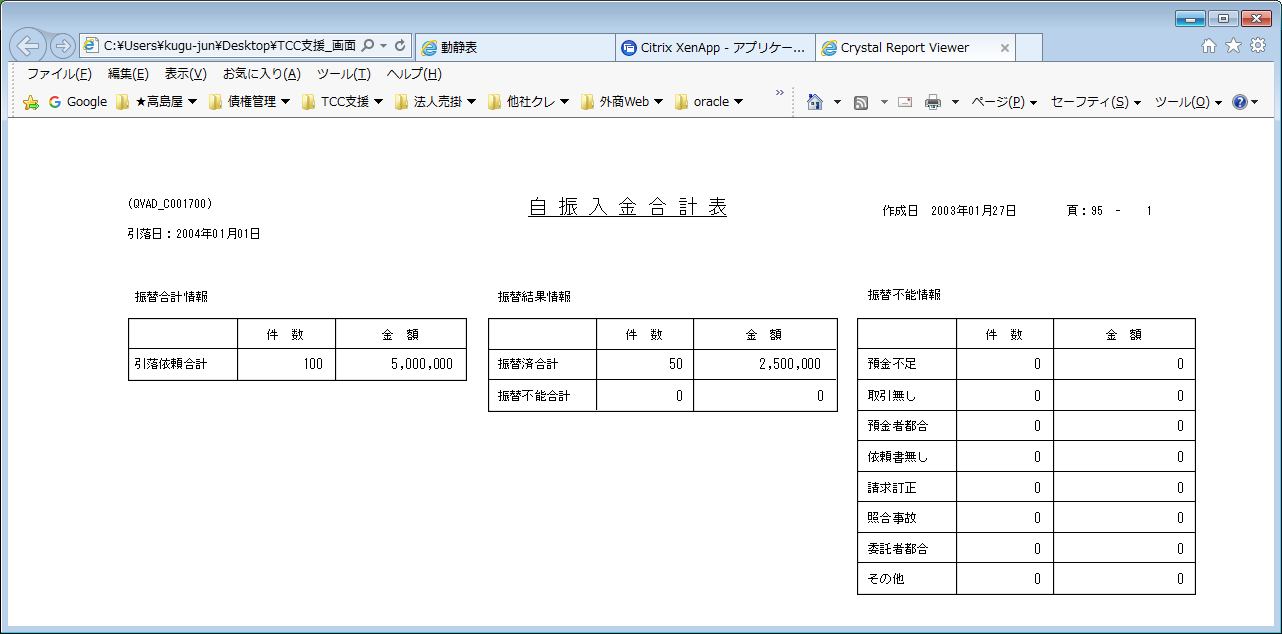 C:¥Users¥kugu-jun¥Desktop¥TCC支援_画面
動静表
Citrix XenApp - アプリケー...
Crystal Report Viewer
ファイル(F) 編集(E) 表示(V) お気に入り(A) ツール(T) ヘルプ(H)
Google ★高島屋 債権管理 TCC支援 法人売掛 他社クレ 外商Web oracle » ページ(P) セーフティ(S) ツール(O)
(QVAD_C001700) 自振入金合計表 作成日 2003年01月27日 頁：95 - 1
引落日：2004年01月01日
振替合計情報
件 数 金 額
引落依頼合計 100 5,000,000
振替結果情報
件 数 金 額
振替済合計 50 2,500,000
振替不能合計 0 0
振替不能情報
件 数 金 額
預金不足 0 0
取引無し 0 0
預金者都合 0 0
依頼書無し 0 0
請求訂正 0 0
照合事故 0 0
委託者都合 0 0
その他 0 0